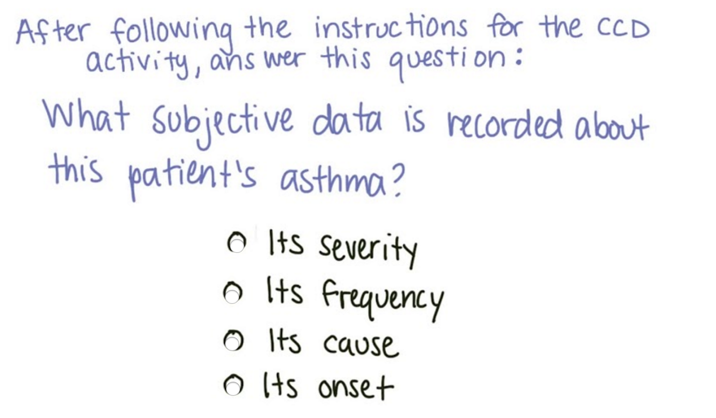 After following the instructions for the CCD
activity, answer this question:
What subjective data is recorded about
this patient's asthma?
Its severity
Its frequency
Its cause
Its onset